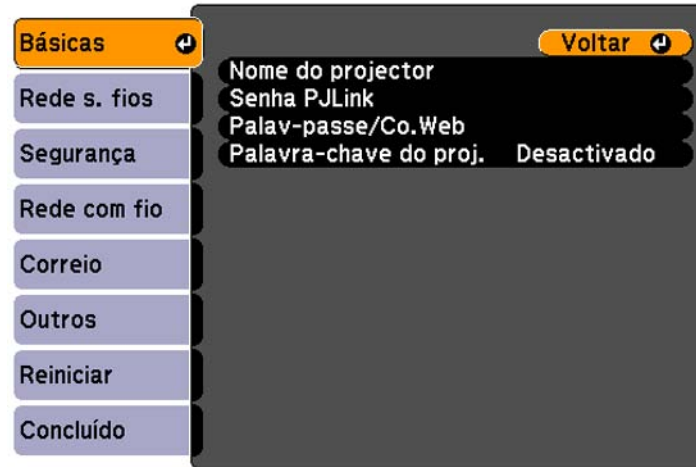 Básicas
Rede s. fios
Segurança
Rede com fio
Correio
Outros
Reiniciar
Concluído
Voltar
Nome do projector
Senha PJLink
Palav-passe/Co.Web
Palavra-chave do proj. Desactivado